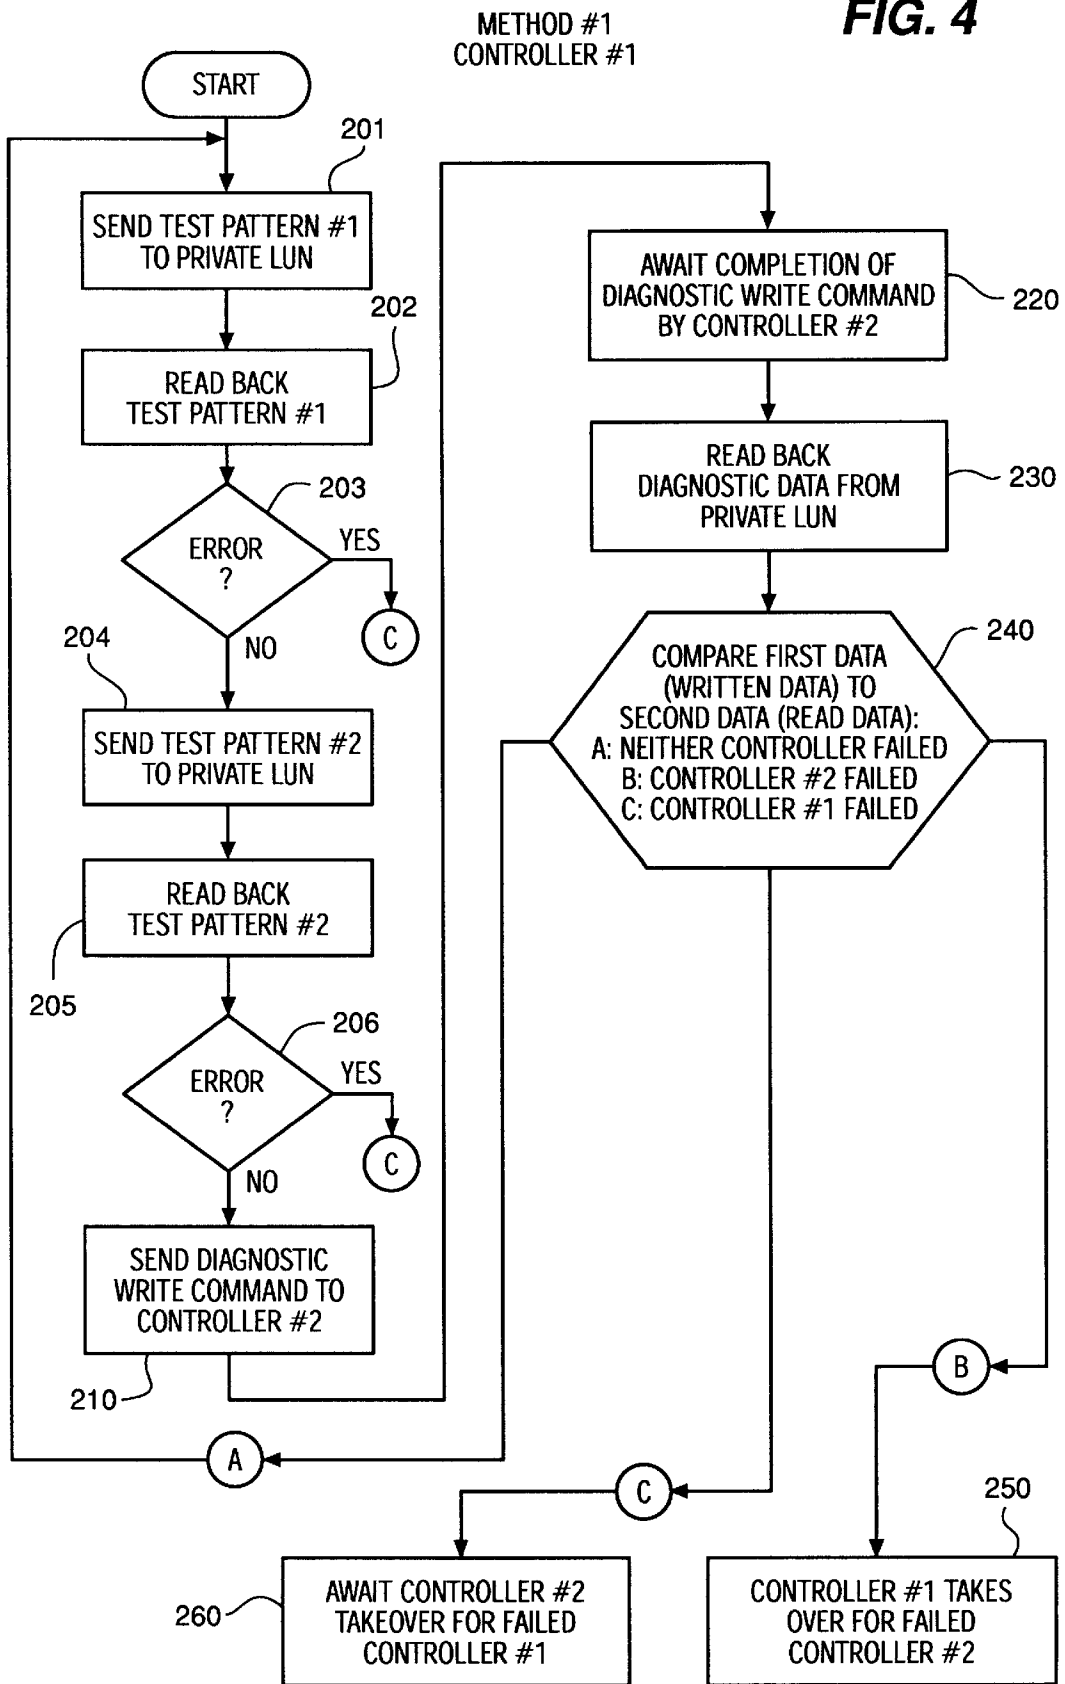 FIG. 4
METHOD #1
CONTROLLER #1
START
201
SEND TEST PATTERN #1
TO PRIVATE LUN
202
READ BACK
TEST PATTERN #1
203
ERROR
?
YES
C
NO
204
SEND TEST PATTERN #2
TO PRIVATE LUN
READ BACK
TEST PATTERN #2
205
206
ERROR
?
YES
C
NO
SEND DIAGNOSTIC
WRITE COMMAND TO
CONTROLLER #2
210
A
AWAIT COMPLETION OF
DIAGNOSTIC WRITE COMMAND
BY CONTROLLER #2
220
READ BACK
DIAGNOSTIC DATA FROM
PRIVATE LUN
230
240
COMPARE FIRST DATA
(WRITTEN DATA) TO
SECOND DATA (READ DATA):
A: NEITHER CONTROLLER FAILED
B: CONTROLLER #2 FAILED
C: CONTROLLER #1 FAILED
B
C
250
260
AWAIT CONTROLLER #2
TAKEOVER FOR FAILED
CONTROLLER #1
CONTROLLER #1 TAKES
OVER FOR FAILED
CONTROLLER #2